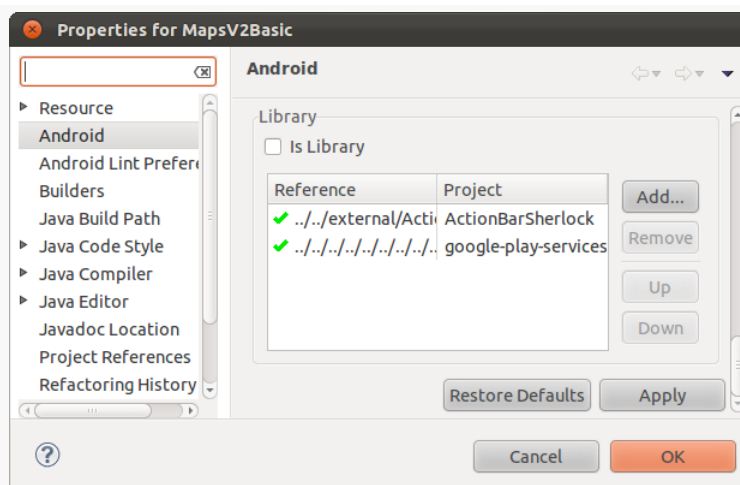 Properties for MapsV2Basic
Resource
Android
Android Lint Prefere
Builders
Java Build Path
Java Code Style
Java Compiler
Java Editor
Javadoc Location
Project References
Refactoring History
Android
Library
Is Library
Reference Project
../../external/Actio ActionBarSherlock
../../../../../../../../.. google-play-services
Add...
Remove
Up
Down
Restore Defaults Apply
? Cancel OK